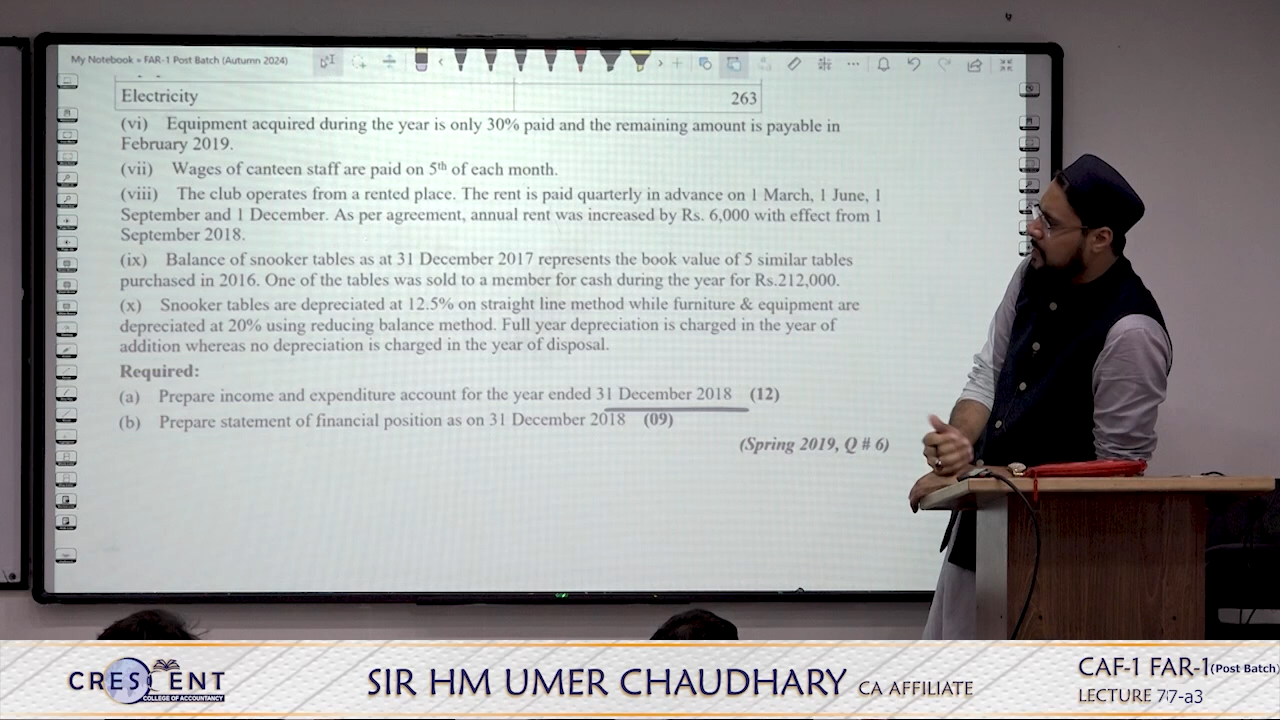 My Notebook » FAR-1 Post Batch (Autumn 2024)
Electricity 263
(vi) Equipment acquired during the year is only 30% paid and the remaining amount is payable in
February 2019.
(vii) Wages of canteen staff are paid on 5th of each month.
(viii) The club operates from a rented place. The rent is paid quarterly in advance on 1 March, 1 June, 1
September and 1 December. As per agreement, annual rent was increased by Rs. 6,000 with effect from 1
September 2018.
(ix) Balance of snooker tables as at 31 December 2017 represents the book value of 5 similar tables
purchased in 2016. One of the tables was sold to a member for cash during the year for Rs.212,000.
(x) Snooker tables are depreciated at 12.5% on straight line method while furniture & equipment are
depreciated at 20% using reducing balance method. Full year depreciation is charged in the year of
addition whereas no depreciation is charged in the year of disposal.
Required:
(a) Prepare income and expenditure account for the year ended 31 December 2018 (12)
(b) Prepare statement of financial position as on 31 December 2018 (09)
(Spring 2019, Q # 6)
CRESCENT
COLLEGE OF ACCOUNTANCY
SIR HM UMER CHAUDHARY CA AFFILIATE
CAF-1 FAR-1 (Post Batch)
LECTURE 77-a3